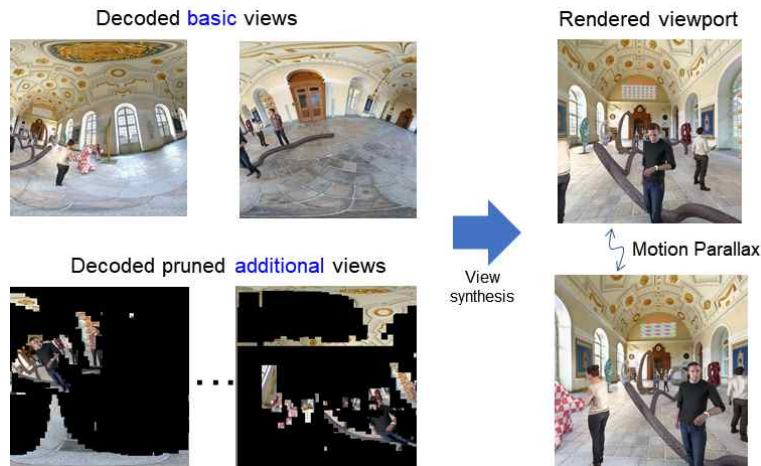 Decoded basic views
Rendered viewport
Motion Parallax
Decoded pruned additional views
View
synthesis